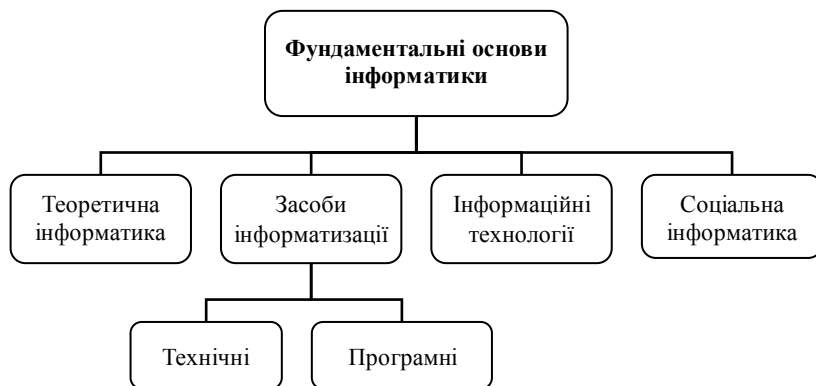 Фундаментальні основи
інформатики
Теоретична
інформатика
Засоби
інформатизації
Інформаційні
технології
Соціальна
інформатика
Технічні
Програмні